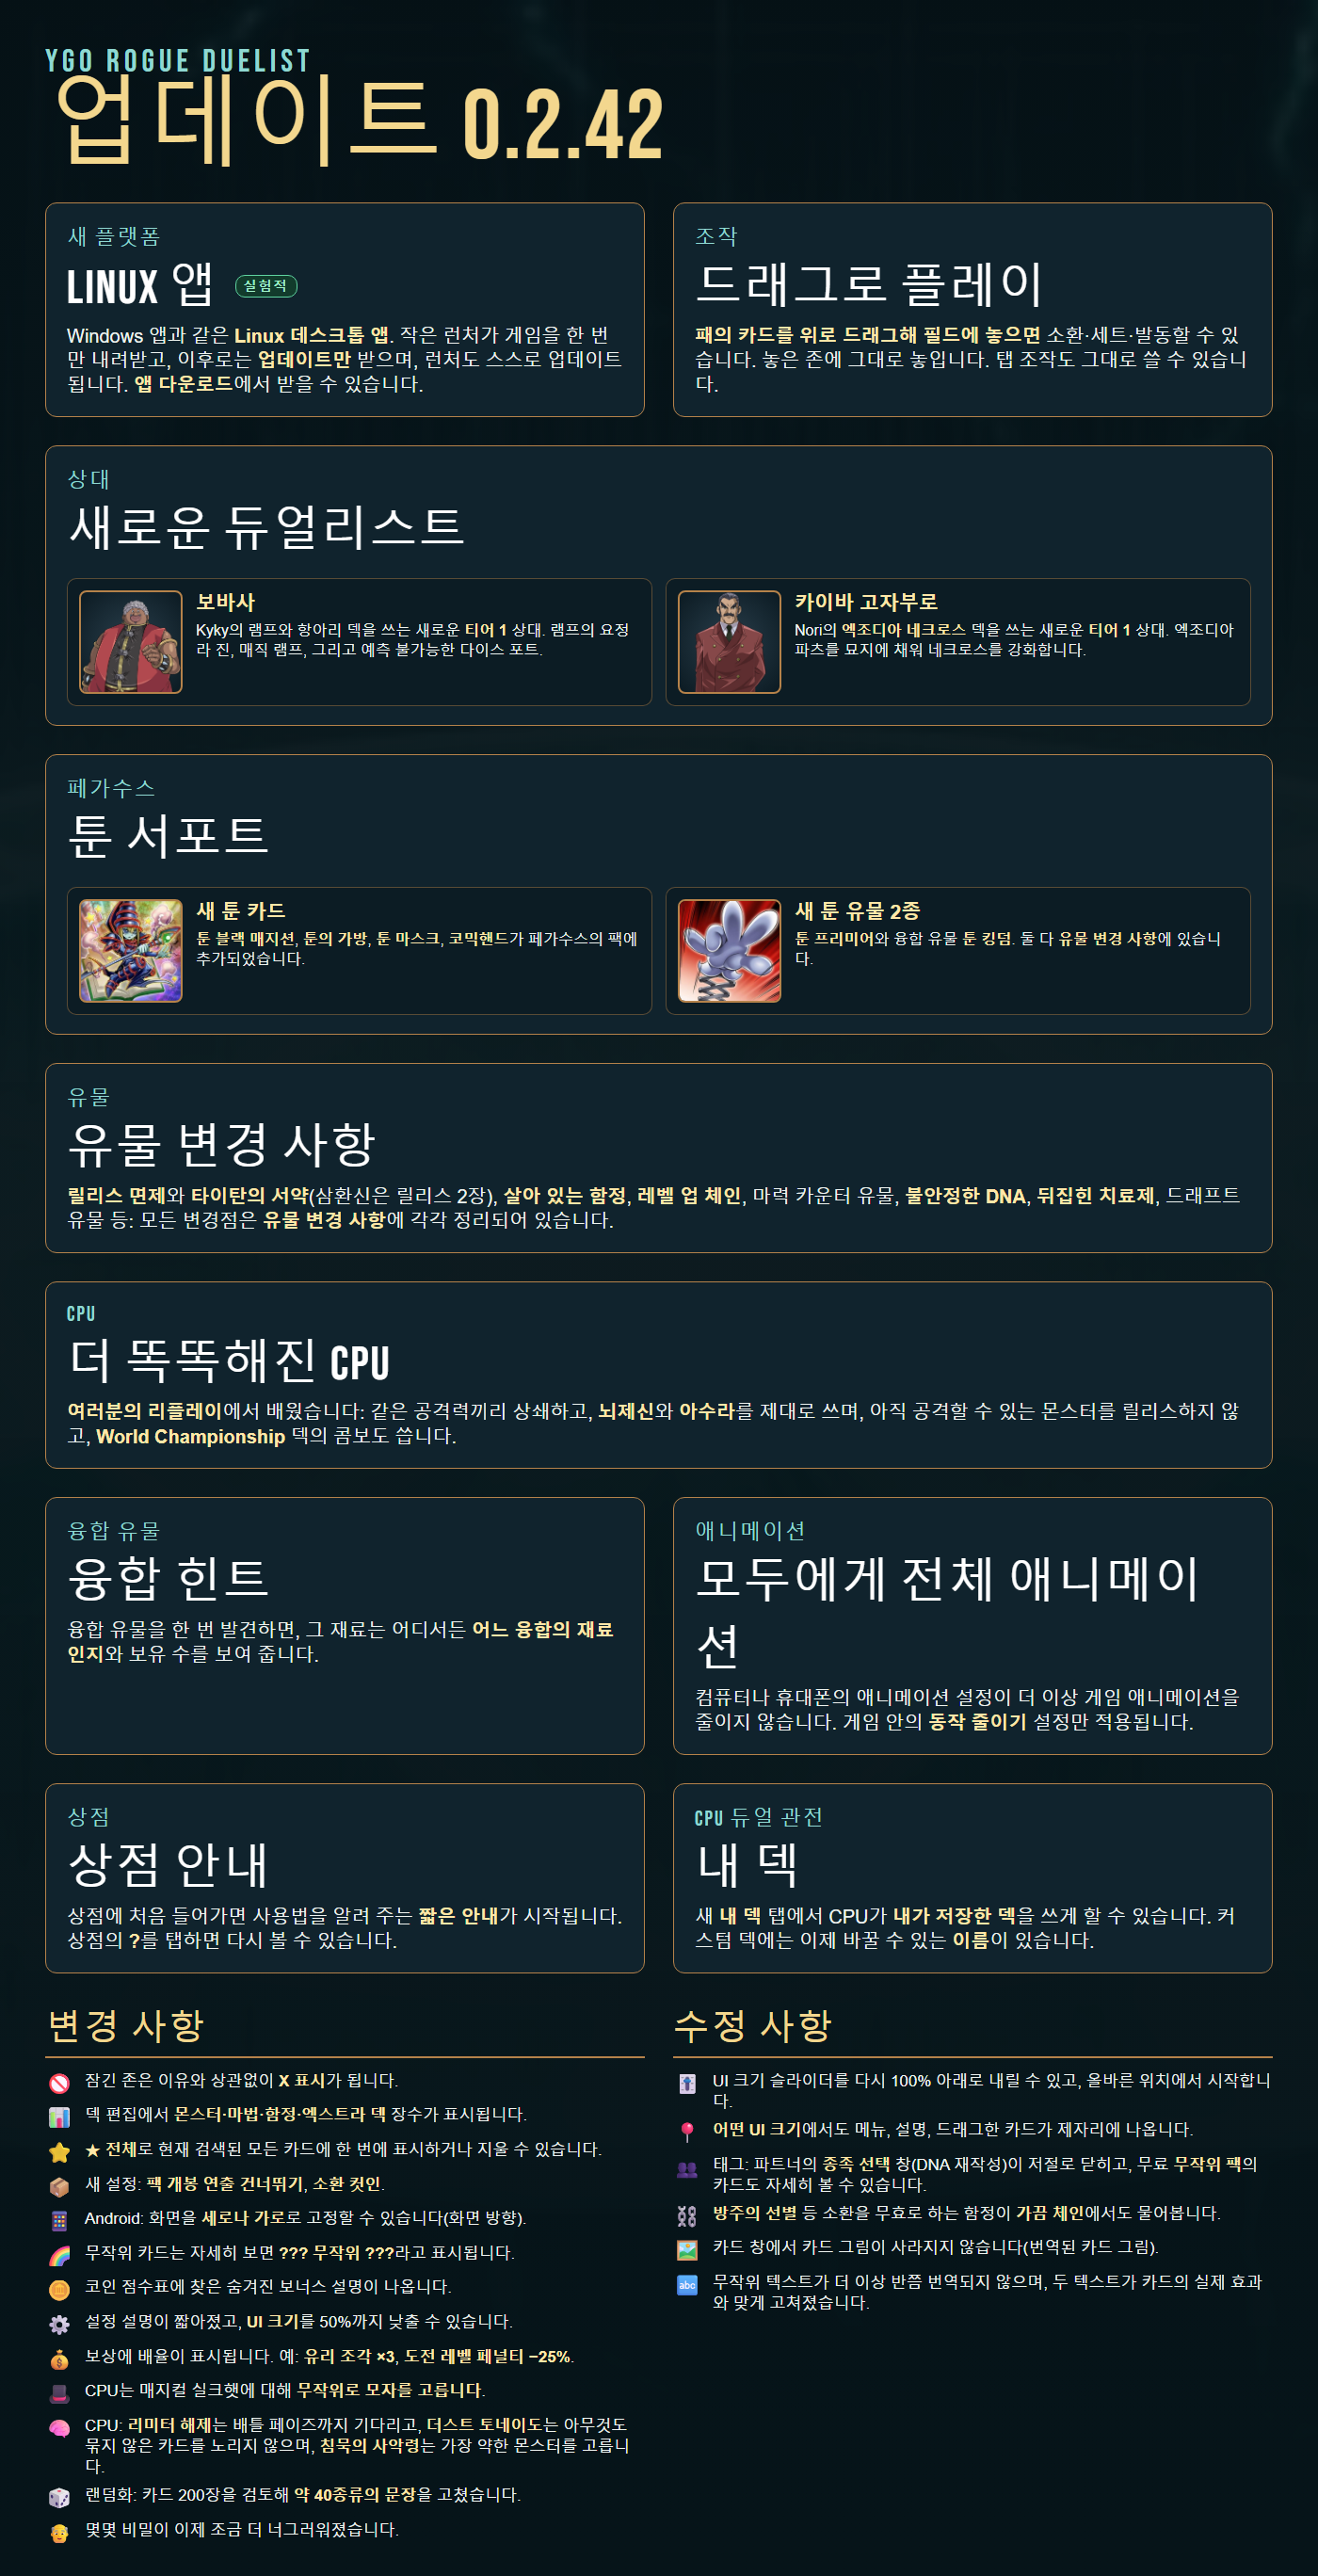 YGO ROGUE DUELIST
업데이트 0.2.42
새 플랫폼
LINUX 앱 실험적
Windows 앱과 같은 Linux 데스크톱 앱. 작은 런처가 게임을 한 번
만 내려받고, 이후로는 업데이트만 받으며, 런처도 스스로 업데이트
됩니다. 앱 다운로드에서 받을 수 있습니다.
조작
드래그로 플레이
패의 카드를 위로 드래그해 필드에 놓으면 소환·세트·발동할 수 있
습니다. 놓은 존에 그대로 놓입니다. 탭 조작도 그대로 쓸 수 있습니
다.
상대
새로운 듀얼리스트
보바사
Kyky의 램프와 항아리 덱을 쓰는 새로운 티어 1 상대. 램프의 요정
라 진, 매직 램프, 그리고 예측 불가능한 다이스 포트.
카이바 고자부로
Nori의 엑조디아 네크로스 덱을 쓰는 새로운 티어 1 상대. 엑조디아
파츠를 묘지에 채워 네크로스를 강화합니다.
페가수스
툰 서포트
새 툰 카드
툰 블랙 매지션, 툰의 가방, 툰 마스크, 코믹핸드가 페가수스의 팩에
추가되었습니다.
새 툰 유물 2종
툰 프리미어와 융합 유물 툰 킹덤. 둘 다 유물 변경 사항에 있습니
다.
유물
유물 변경 사항
릴리스 면제와 타이탄의 서약(삼환신은 릴리스 2장), 살아 있는 함정, 레벨 업 체인, 마력 카운터 유물, 불안정한 DNA, 뒤집힌 치료제, 드래프트
유물 등: 모든 변경점은 유물 변경 사항에 각각 정리되어 있습니다.
CPU
더 똑똑해진 CPU
여러분의 리플레이에서 배웠습니다: 같은 공격력끼리 상쇄하고, 뇌제신와 아수라를 제대로 쓰며, 아직 공격할 수 있는 몬스터를 릴리스하지 않
고, World Championship 덱의 콤보도 씁니다.
융합 유물
융합 힌트
융합 유물을 한 번 발견하면, 그 재료는 어디서든 어느 융합의 재료
인지와 보유 수를 보여 줍니다.
애니메이션
모두에게 전체 애니메이
션
컴퓨터나 휴대폰의 애니메이션 설정이 더 이상 게임 애니메이션을
줄이지 않습니다. 게임 안의 동작 줄이기 설정만 적용됩니다.
상점
상점 안내
상점에 처음 들어가면 사용법을 알려 주는 짧은 안내가 시작됩니다.
상점의 ?를 탭하면 다시 볼 수 있습니다.
CPU 듀얼 관전
내 덱
새 내 덱 탭에서 CPU가 내가 저장한 덱을 쓰게 할 수 있습니다. 커
스텀 덱에는 이제 바꿀 수 있는 이름이 있습니다.
변경 사항
잠긴 존은 이유와 상관없이 X 표시가 됩니다.
덱 편집에서 몬스터·마법·함정·엑스트라 덱 장수가 표시됩니다.
★ 전체로 현재 검색된 모든 카드에 한 번에 표시하거나 지울 수 있습니다.
새 설정: 팩 개봉 연출 건너뛰기, 소환 컷인.
Android: 화면을 세로나 가로로 고정할 수 있습니다(화면 방향).
무작위 카드는 자세히 보면 ??? 무작위 ???라고 표시됩니다.
코인 점수표에 찾은 숨겨진 보너스 설명이 나옵니다.
설정 설명이 짧아졌고, UI 크기를 50%까지 낮출 수 있습니다.
보상에 배율이 표시됩니다. 예: 유리 조각 ×3, 도전 레벨 페널티 −25%.
CPU는 매지컬 실크햇에 대해 무작위로 모자를 고릅니다.
CPU: 리미터 해제는 배틀 페이즈까지 기다리고, 더스트 토네이도는 아무것도
묶지 않은 카드를 노리지 않으며, 침묵의 사악령는 가장 약한 몬스터를 고릅니
다.
랜덤화: 카드 200장을 검토해 약 40종류의 문장을 고쳤습니다.
몇몇 비밀이 이제 조금 더 너그러워졌습니다.
수정 사항
UI 크기 슬라이더를 다시 100% 아래로 내릴 수 있고, 올바른 위치에서 시작합니
다.
어떤 UI 크기에서도 메뉴, 설명, 드래그한 카드가 제자리에 나옵니다.
태그: 파트너의 종족 선택 창(DNA 재작성)이 저절로 닫히고, 무료 무작위 팩의
카드도 자세히 볼 수 있습니다.
방주의 선별 등 소환을 무효로 하는 함정이 가끔 체인에서도 물어봅니다.
카드 창에서 카드 그림이 사라지지 않습니다(번역된 카드 그림).
abc
무작위 텍스트가 더 이상 반쯤 번역되지 않으며, 두 텍스트가 카드의 실제 효과
와 맞게 고쳐졌습니다.